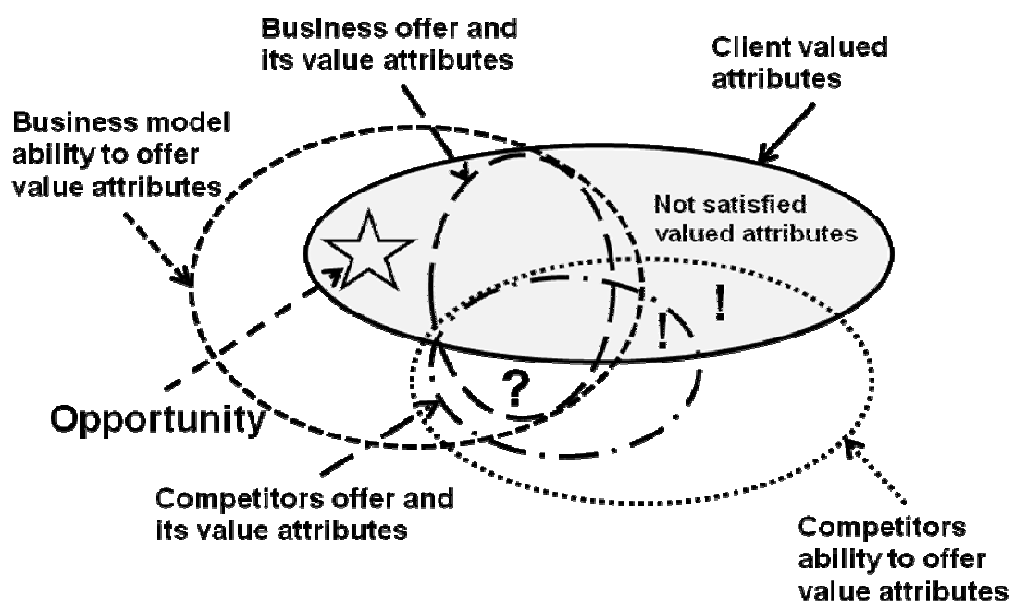 Business offer and
its value attributes
Client valued
attributes
Business model
ability to offer
value attributes
Not satisfied
valued attributes
!
!
?
Opportunity
Competitors offer and
its value attributes
Competitors
ability to offer
value attributes